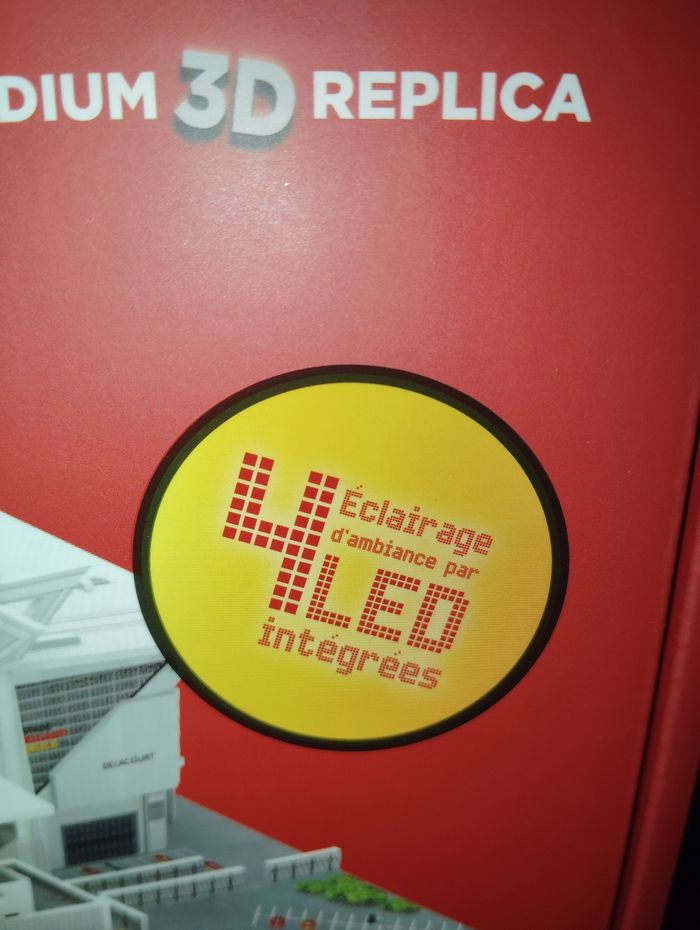 DIUM 3D REPLICA
Éclairage
d'ambiance par
4 LED
intégrées
DELACOURT